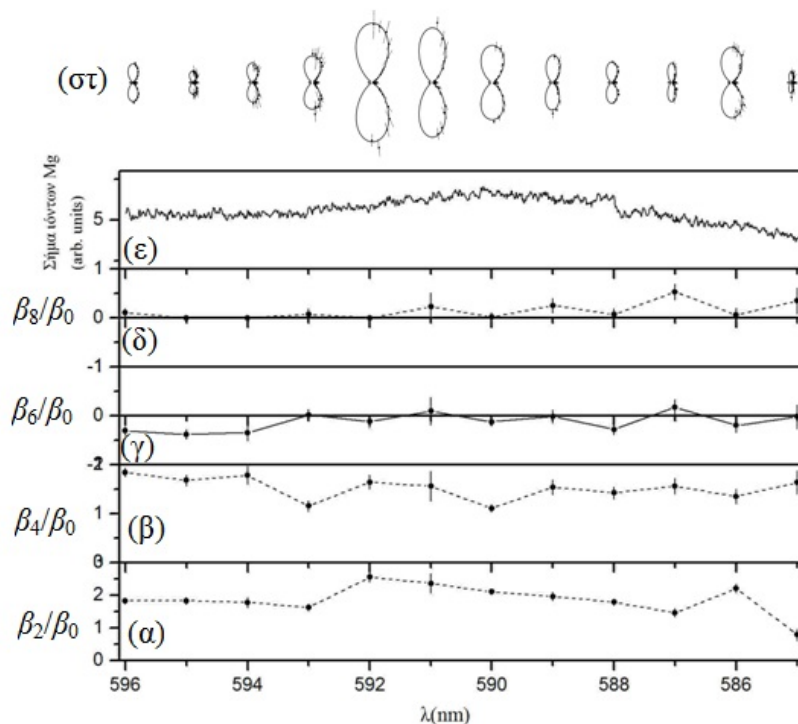 (στ)
Σήμα ιόντων Mg
(arb. units)
5
1
(ε)
β8/β0
0
(δ)
-1
β6/β0
0
(γ)
-2
β4/β0
1
(β)
0
β2/β0
2
1
(α)
0
596 594 592 590 588 586
λ(nm)